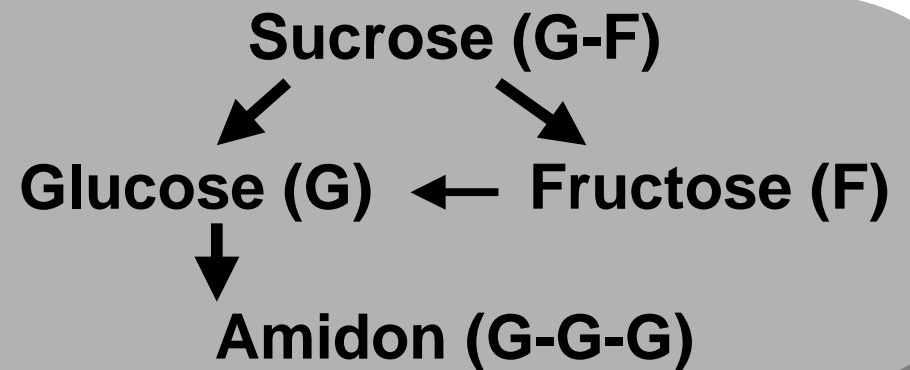 Sucrose (G-F)
Glucose (G) Fructose (F)
Amidon (G-G-G)